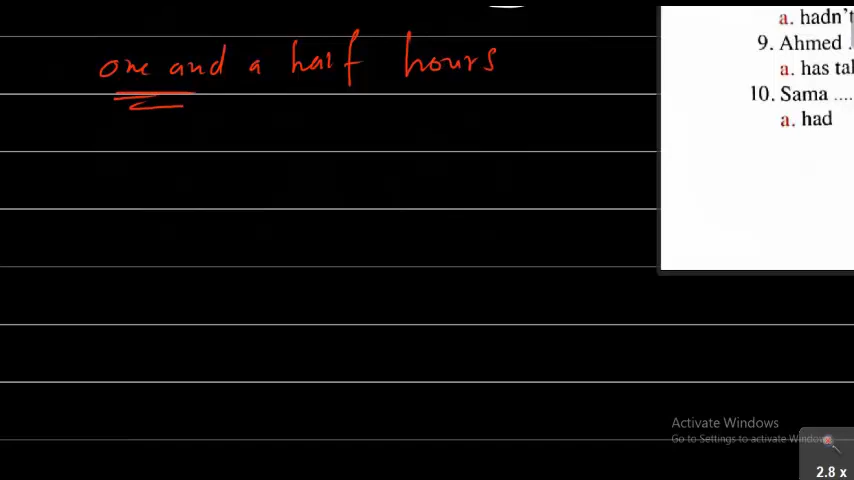 one and a half hours
a. hadn't
9. Ahmed .
a. has tal
10. Sama ....
a. had
Activate Windows
Go to Settings to activate Windows.
2.8 x